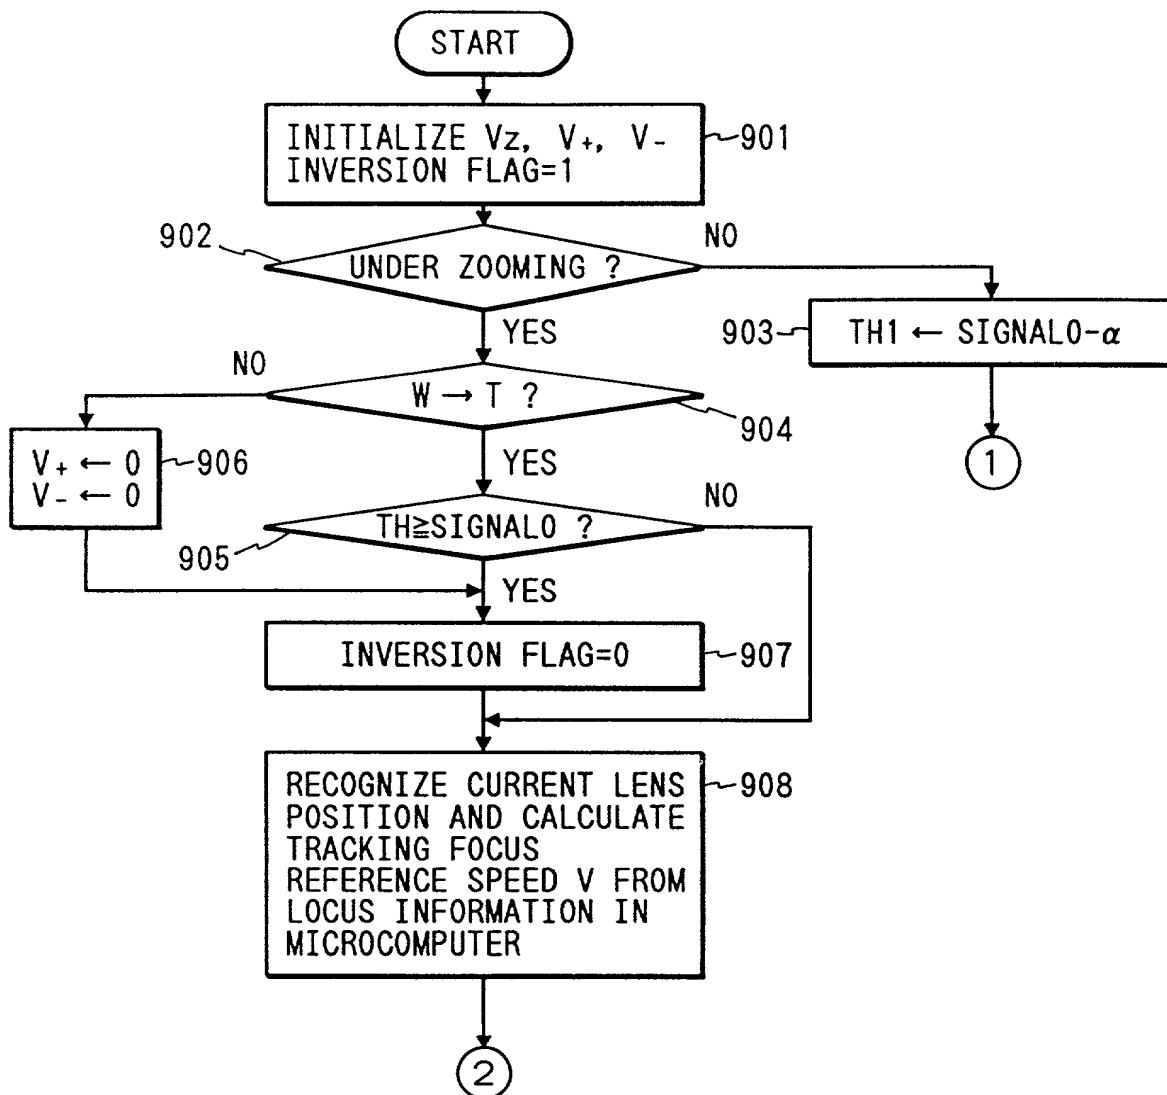 START
INITIALIZE Vz, V+, V-
INVERSION FLAG=1
901
902
UNDER ZOOMING ?
NO
YES
903
TH1 ← SIGNAL0-α
1
NO
W → T ?
904
YES
V+ ← 0
V- ← 0
906
TH≧SIGNAL0 ?
NO
905
YES
INVERSION FLAG=0
907
RECOGNIZE CURRENT LENS
POSITION AND CALCULATE
TRACKING FOCUS
REFERENCE SPEED V FROM
LOCUS INFORMATION IN
MICROCOMPUTER
908
2